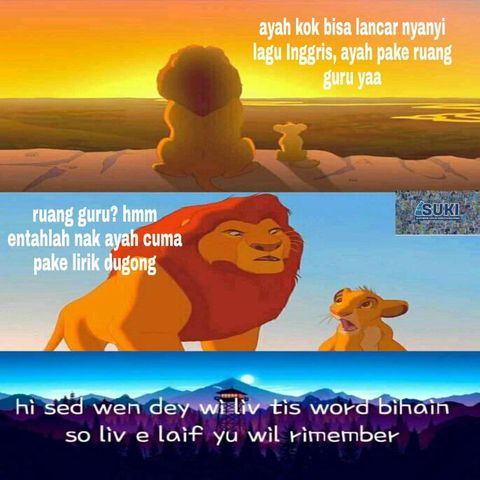 ayah kok bisa lancar nyanyi
lagu Inggris, ayah pake ruang
guru yaa
SUKI
ruang guru? hmm
entahlah nak ayah cuma
pake lirik dugong
hi sed wen dey wi liv tis word bihain
so liv e laif yu wil rimember